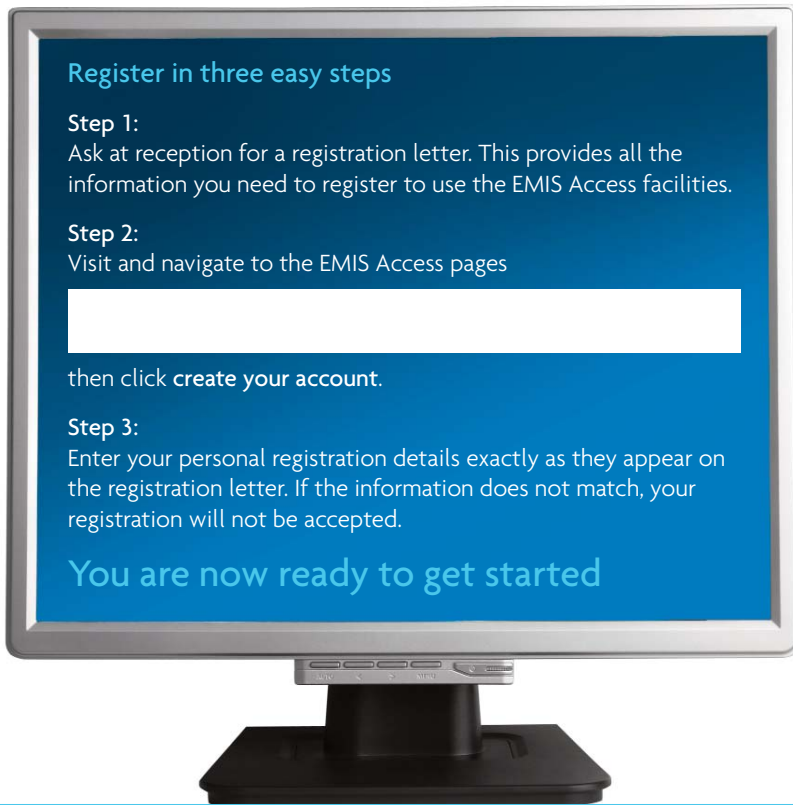 Register in three easy steps
Step 1:
Ask at reception for a registration letter. This provides all the
information you need to register to use the EMIS Access facilities.
Step 2:
Visit and navigate to the EMIS Access pages
then click create your account.
Step 3:
Enter your personal registration details exactly as they appear on
the registration letter. If the information does not match, your
registration will not be accepted.
You are now ready to get started
AUTO < > MENU